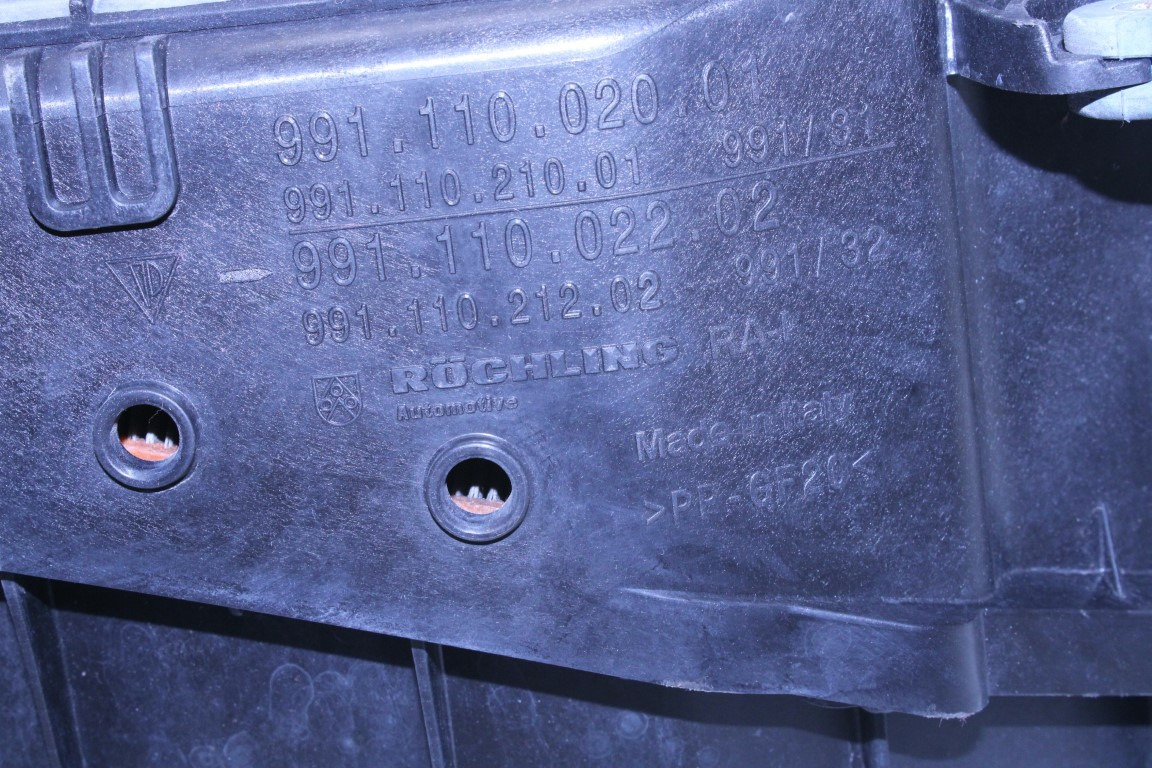 991.110.020.01
991.110.210.01 991/31
991.110.022.02
991.110.212.02 991/32
RÖCHLING
Automotive
Made in Italy
>PP-GF20<